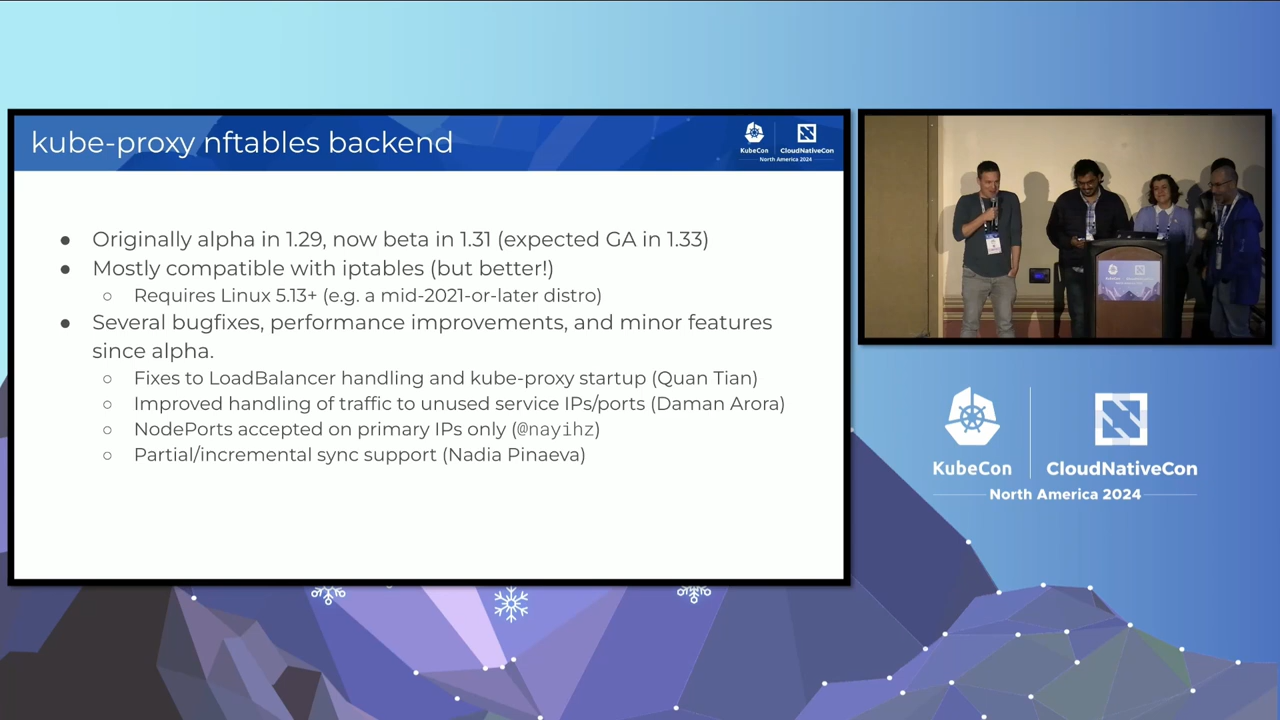 kube-proxy nftables backend
KubeCon
CloudNativeCon
North America 2024
● Originally alpha in 1.29, now beta in 1.31 (expected GA in 1.33)
● Mostly compatible with iptables (but better!)
○ Requires Linux 5.13+ (e.g. a mid-2021-or-later distro)
● Several bugfixes, performance improvements, and minor features
since alpha.
○ Fixes to LoadBalancer handling and kube-proxy startup (Quan Tian)
○ Improved handling of traffic to unused service IPs/ports (Daman Arora)
○ NodePorts accepted on primary IPs only (@nayihz)
○ Partial/incremental sync support (Nadia Pinaeva)
KubeCon
CloudNativeCon
North America 2024